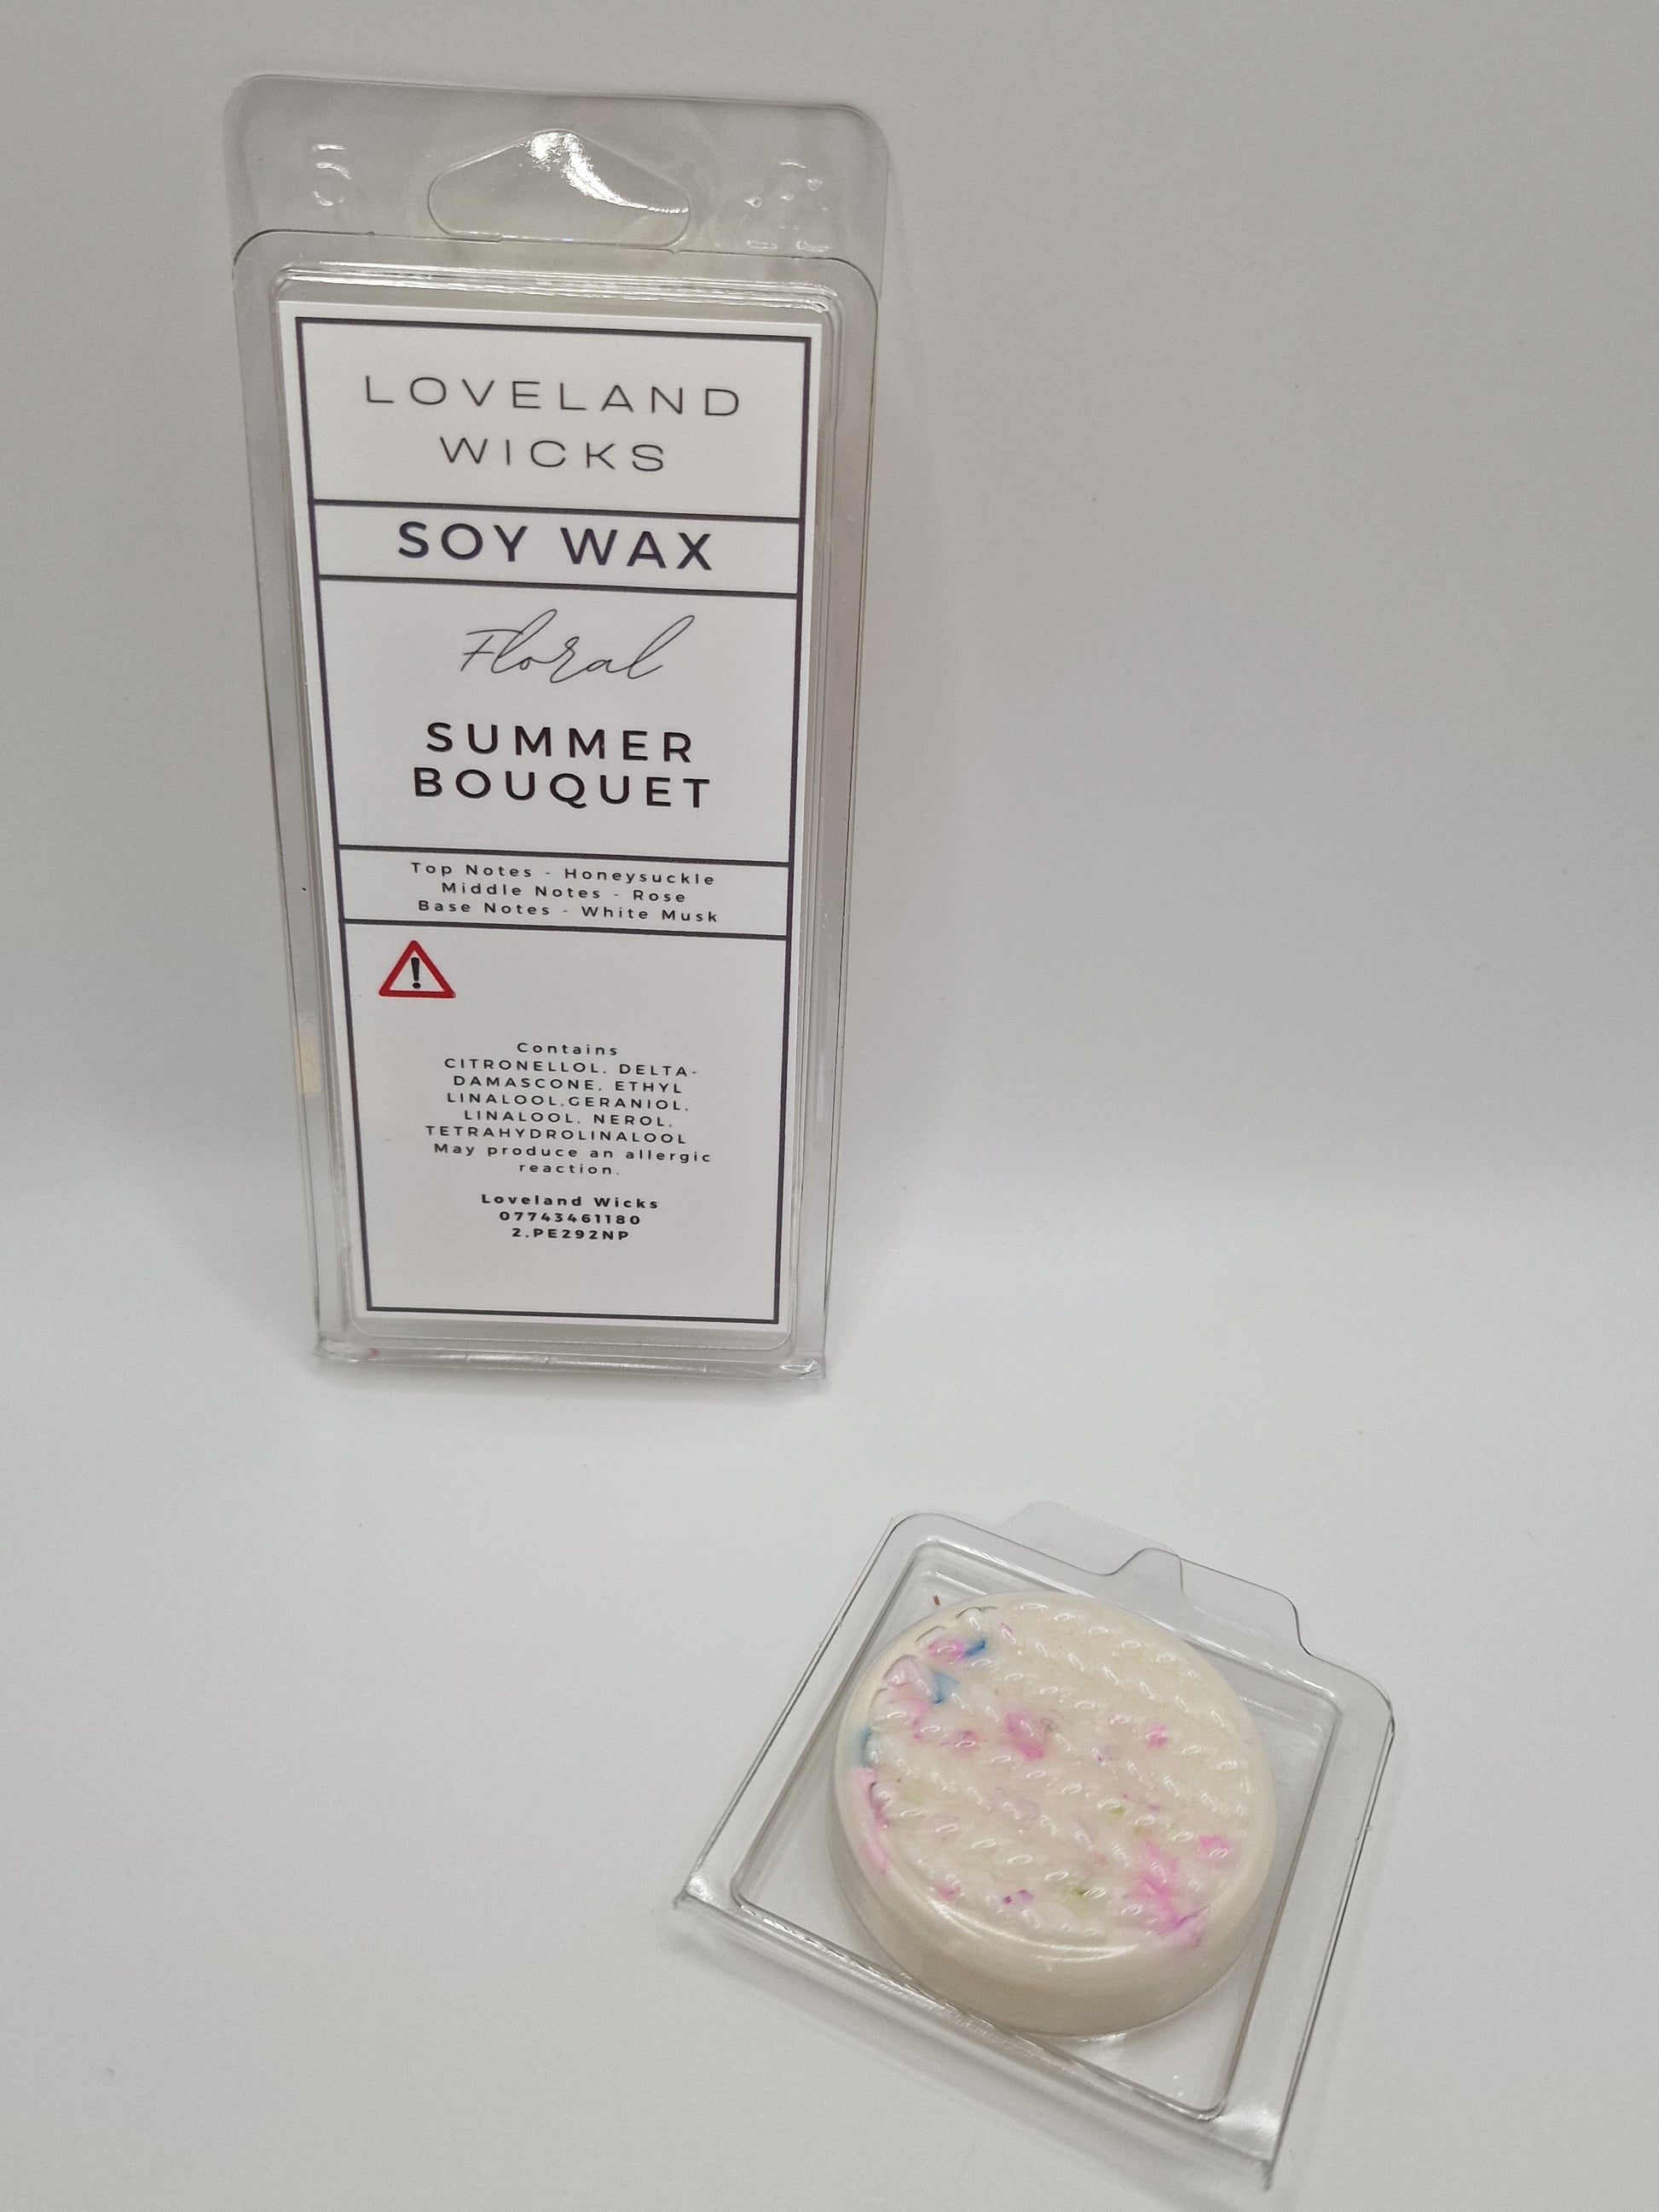 LOVELAND
WICKS
SOY WAX
Floral
SUMMER
BOUQUET
Top Notes - Honeysuckle
Middle Notes - Rose
Base Notes - White Musk
!
Contains
CITRONELLOL, DELTA-
DAMASCONE, ETHYL
LINALOOL,GERANIOL,
LINALOOL, NEROL,
TETRAHYDROLINALOOL
May produce an allergic
reaction.
Loveland Wicks
07743461180
2.PE292NP